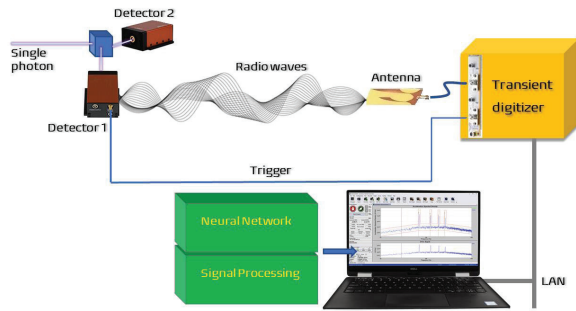 Detector 2
Single
photon
Radio waves
Antenna
Transient
digitizer
Detector 1
Trigger
Neural Network
Signal Processing
LAN